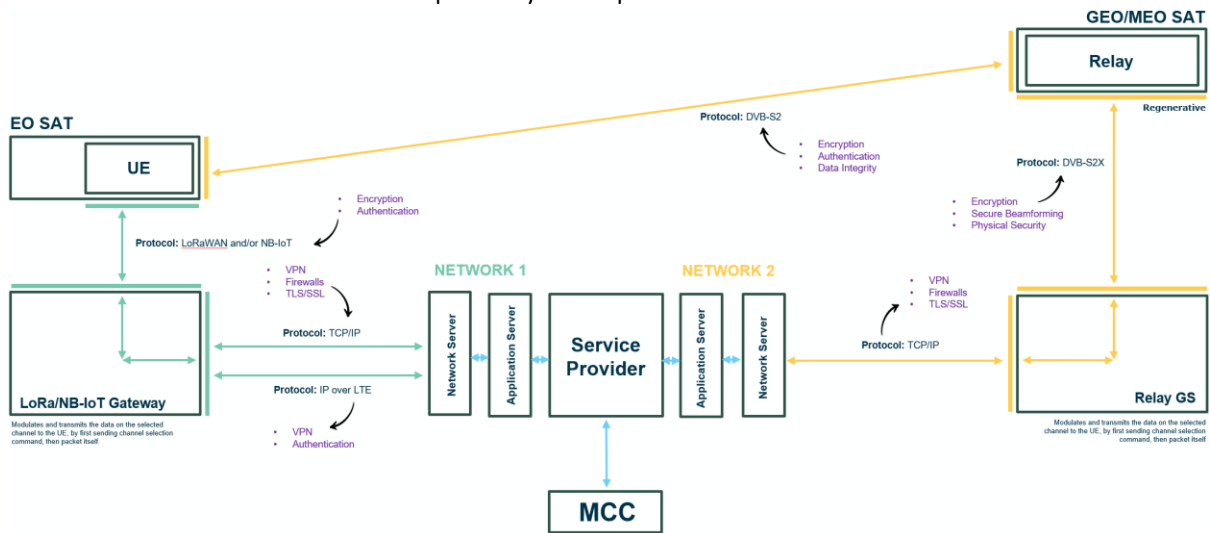 GEO/MEO SAT
Relay
Regenerative
EO SAT
UE
Protocol: DVB-S2
• Encryption
• Authentication
• Data Integrity
Protocol: DVB-S2X
• Encryption
• Secure Beamforming
• Physical Security
• Encryption
• Authentication
Protocol: LoRaWAN and/or NB-IoT
• VPN
• Firewalls
• TLS/SSL
Protocol: TCP/IP
NETWORK 1
NETWORK 2
Network Server
Application Server
Service
Provider
Application Server
Network Server
• VPN
• Firewalls
• TLS/SSL
Protocol: TCP/IP
Protocol: IP over LTE
• VPN
• Authentication
LoRa/NB-IoT Gateway
Modulates and transmits the data on the selected
channel to the UE, by first sending channel selection
command, then packet itself
Relay GS
Modulates and transmits the data on the selected
channel to the UE, by first sending channel selection
command, then packet itself
MCC